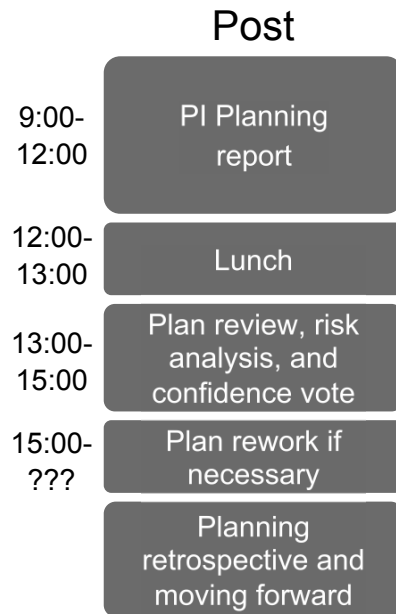 Post
9:00-
12:00
PI Planning
report
12:00-
13:00
Lunch
13:00-
15:00
Plan review, risk
analysis, and
confidence vote
15:00-
???
Plan rework if
necessary
Planning
retrospective and
moving forward